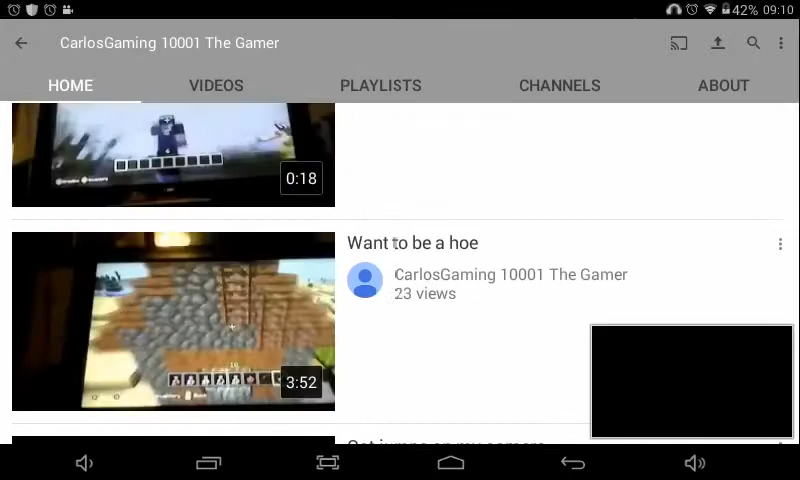 42% 09:10
CarlosGaming 10001 The Gamer
HOME VIDEOS PLAYLISTS CHANNELS ABOUT
0:18
Want to be a hoe
CarlosGaming 10001 The Gamer
23 views
3:52